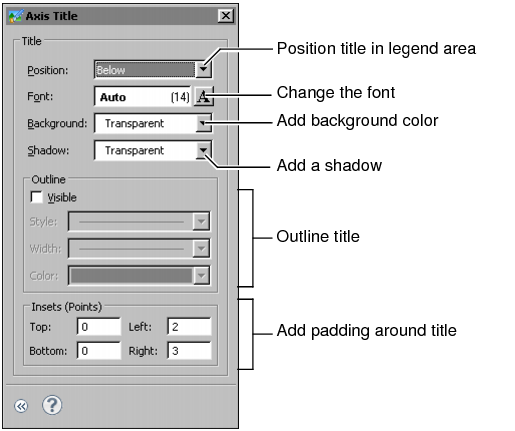 Axis Title
Title
Position: Below
Position title in legend area
Font: Auto (14) A
Change the font
Background: Transparent
Add background color
Shadow: Transparent
Add a shadow
Outline
Visible
Style:
Width:
Color:
Outline title
Insets (Points)
Top: 0 Left: 2
Bottom: 0 Right: 3
Add padding around title
?